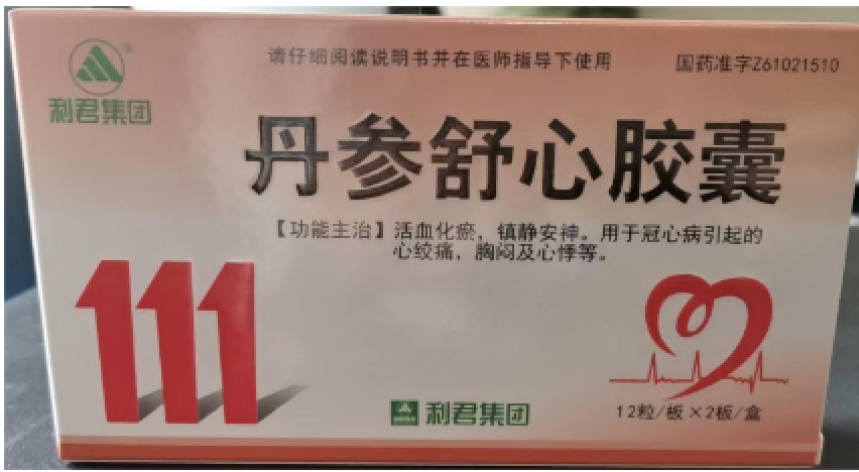 请仔细阅读说明书并在医师指导下使用
国药准字Z61021510
利君集团
丹参舒心胶囊
【功能主治】活血化瘀，镇静安神。用于冠心病引起的
心绞痛，胸闷及心悸等。
111
利君集团
12粒/板×2板/盒